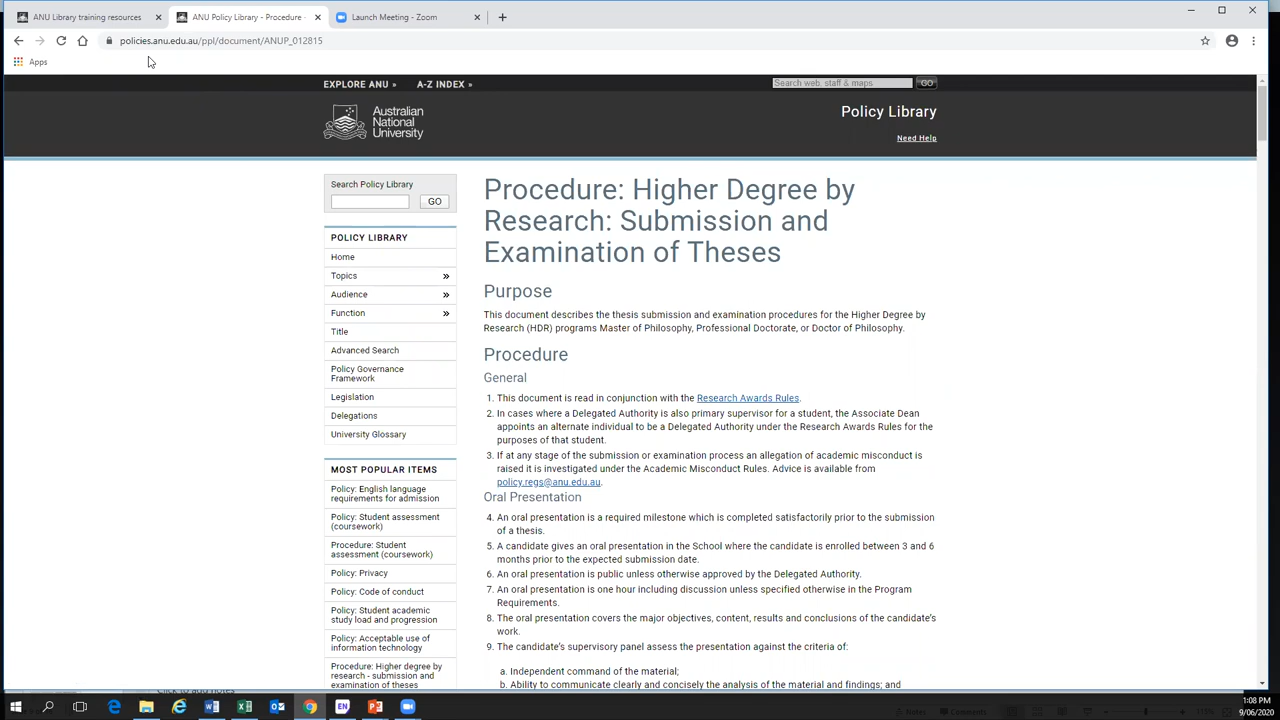 ANU Library training resources
ANU Policy Library - Procedure
Launch Meeting - Zoom
policies.anu.edu.au/ppl/document/ANUP_012815
Apps
EXPLORE ANU »
A-Z INDEX »
Search web, staff & maps
GO
Australian
National
University
Policy Library
Need Help
Search Policy Library
GO
POLICY LIBRARY
Home
Topics »
Audience »
Function »
Title
Advanced Search
Policy Governance
Framework
Legislation
Delegations
University Glossary
MOST POPULAR ITEMS
Policy: English language
requirements for admission
Policy: Student assessment
(coursework)
Procedure: Student
assessment (coursework)
Policy: Privacy
Policy: Code of conduct
Policy: Student academic
study load and progression
Policy: Acceptable use of
information technology
Procedure: Higher degree by
research - submission and
examination of theses
Procedure: Higher Degree by
Research: Submission and
Examination of Theses
Purpose
This document describes the thesis submission and examination procedures for the Higher Degree by
Research (HDR) programs Master of Philosophy, Professional Doctorate, or Doctor of Philosophy.
Procedure
General
1. This document is read in conjunction with the Research Awards Rules.
2. In cases where a Delegated Authority is also primary supervisor for a student, the Associate Dean
appoints an alternate individual to be a Delegated Authority under the Research Awards Rules for the
purposes of that student.
3. If at any stage of the submission or examination process an allegation of academic misconduct is
raised it is investigated under the Academic Misconduct Rules. Advice is available from
policy.regs@anu.edu.au.
Oral Presentation
4. An oral presentation is a required milestone which is completed satisfactorily prior to the submission
of a thesis.
5. A candidate gives an oral presentation in the School where the candidate is enrolled between 3 and 6
months prior to the expected submission date.
6. An oral presentation is public unless otherwise approved by the Delegated Authority.
7. An oral presentation is one hour including discussion unless specified otherwise in the Program
Requirements.
8. The oral presentation covers the major objectives, content, results and conclusions of the candidate's
work.
9. The candidate's supervisory panel assess the presentation against the criteria of:
a. Independent command of the material;
b. Ability to communicate clearly and concisely the analysis of the material and findings; and
Click to add notes
EN
Notes
Comments
1:08 PM
9/06/2020